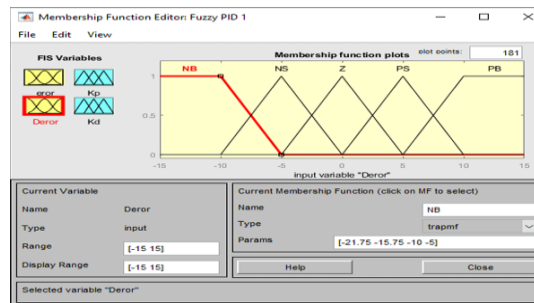 Membership Function Editor: Fuzzy PID 1
File Edit View
FIS Variables
Membership function plots plot points: 181
NB NS Z PS PB
eror Kp
Deror Kd
1
0.5
0
-15 -10 -5 0 5 10 15
input variable "Deror"
Current Variable
Name Deror
Type input
Range [-15 15]
Display Range [-15 15]
Current Membership Function (click on MF to select)
Name NB
Type trapmf
Params [-21.75 -15.75 -10 -5]
Help Close
Selected variable "Deror"